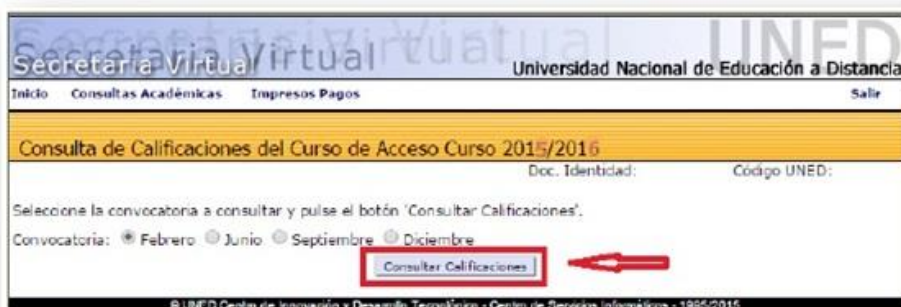 Secretaria Virtual
UNED
Universidad Nacional de Educación a Distancia
Inicio Consultas Académicas Impresos Pagos Salir
Consulta de Calificaciones del Curso de Acceso Curso 2015/2016
Doc. Identidad: Código UNED:
Seleccione la convocatoria a consultar y pulse el botón 'Consultar Calificaciones'.
Convocatoria: Febrero Junio Septiembre Diciembre
Consultar Calificaciones
© UNED Centro de Innovación y Desarrollo Tecnológico - Centro de Servicios Informáticos - 1995/2015